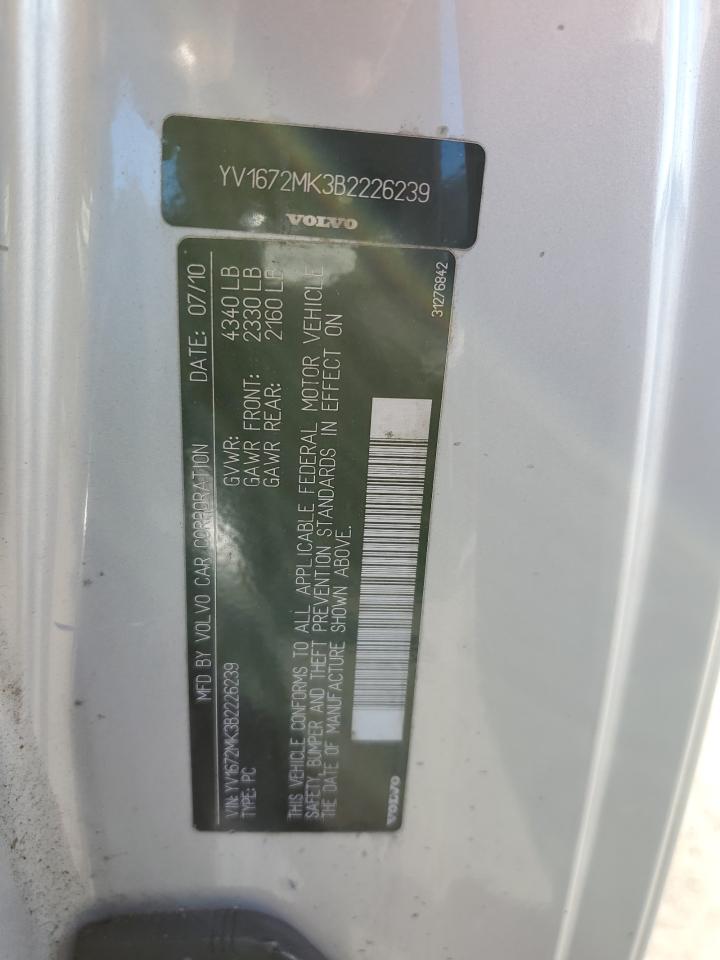 YV1672MK3B2226239
VOLVO
MFD BY VOLVO CAR CORPORATION DATE: 07/10
VIN: YV1672MK3B2226239 GVWR: 4340 LB
TYPE: PC GAWR FRONT: 2330 LB
GAWR REAR: 2160 LB
THIS VEHICLE CONFORMS TO ALL APPLICABLE FEDERAL MOTOR VEHICLE
SAFETY, BUMPER AND THEFT PREVENTION STANDARDS IN EFFECT ON
THE DATE OF MANUFACTURE SHOWN ABOVE.
VOLVO
31276842